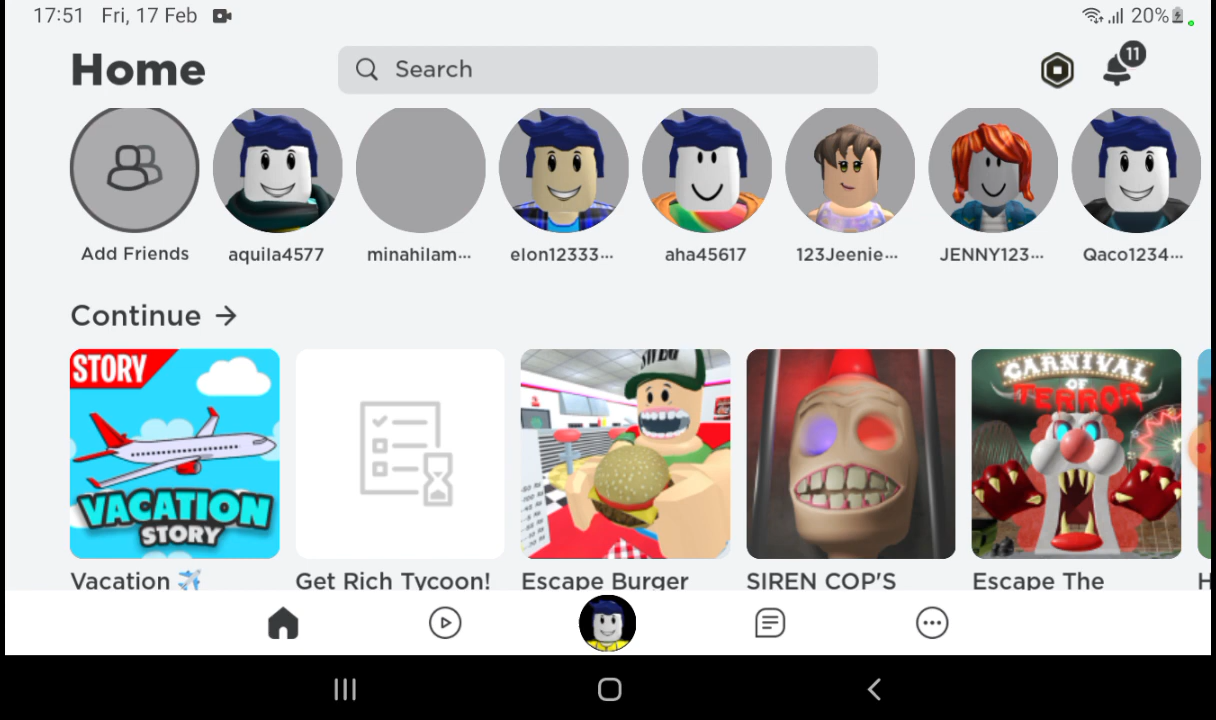 17:51 Fri, 17 Feb
20%
Home
Search
11
Add Friends
aquila4577
minahilam...
elon12333...
aha45617
123Jeenie...
JENNY123...
Qaco1234...
Continue →
STORY
VACATION
STORY
CARNIVAL
OF
TERROR
Vacation ✈️
Get Rich Tycoon!
Escape Burger
SIREN COP'S
Escape The
H